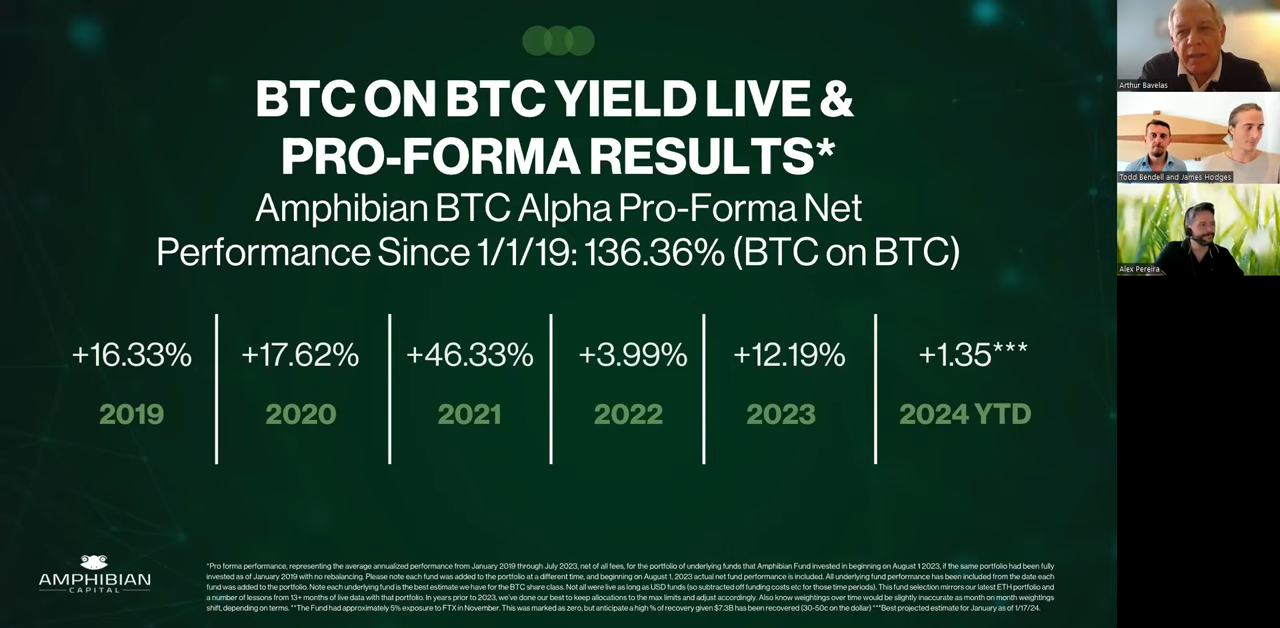 BTC ON BTC YIELD LIVE &
PRO-FORMA RESULTS*
Amphibian BTC Alpha Pro-Forma Net
Performance Since 1/1/19: 136.36% (BTC on BTC)
+16.33%
2019
+17.62%
2020
+46.33%
2021
+3.99%
2022
+12.19%
2023
+1.35***
2024 YTD
AMPHIBIAN
CAPITAL
*Pro forma performance, representing the average annualized performance from January 2019 through July 2023, net of all fees, for the portfolio of underlying funds that Amphibian Fund invested in beginning on August 1 2023, if the same portfolio had been fully
invested as of January 2019 with no rebalancing. Please note each fund was added to the portfolio at a different time, and beginning on August 1, 2023 actual net fund performance is included. All underlying fund performance has been included from the date each
fund was added to the portfolio. Note each underlying fund is the best estimate we have for the BTC share class. Not all were live as long as USD funds (so subtracted off funding costs etc for those time periods). This fund selection mirrors our latest ETH portfolio and
a number of lessons from 13+ months of live data with that portfolio. In years prior to 2023, we've done our best to keep allocations to the max limits and adjust accordingly. Also know weightings over time would be slightly inaccurate as month on month weightings
shift, depending on terms. **The Fund had approximately 5% exposure to FTX in November. This was marked as zero, but anticipate a high % of recovery given $7.3B has been recovered (30-50c on the dollar) ***Best projected estimate for January as of 1/17/24.
Arthur Bavelas
Todd Bendell and James Hodges
Alex Pereira